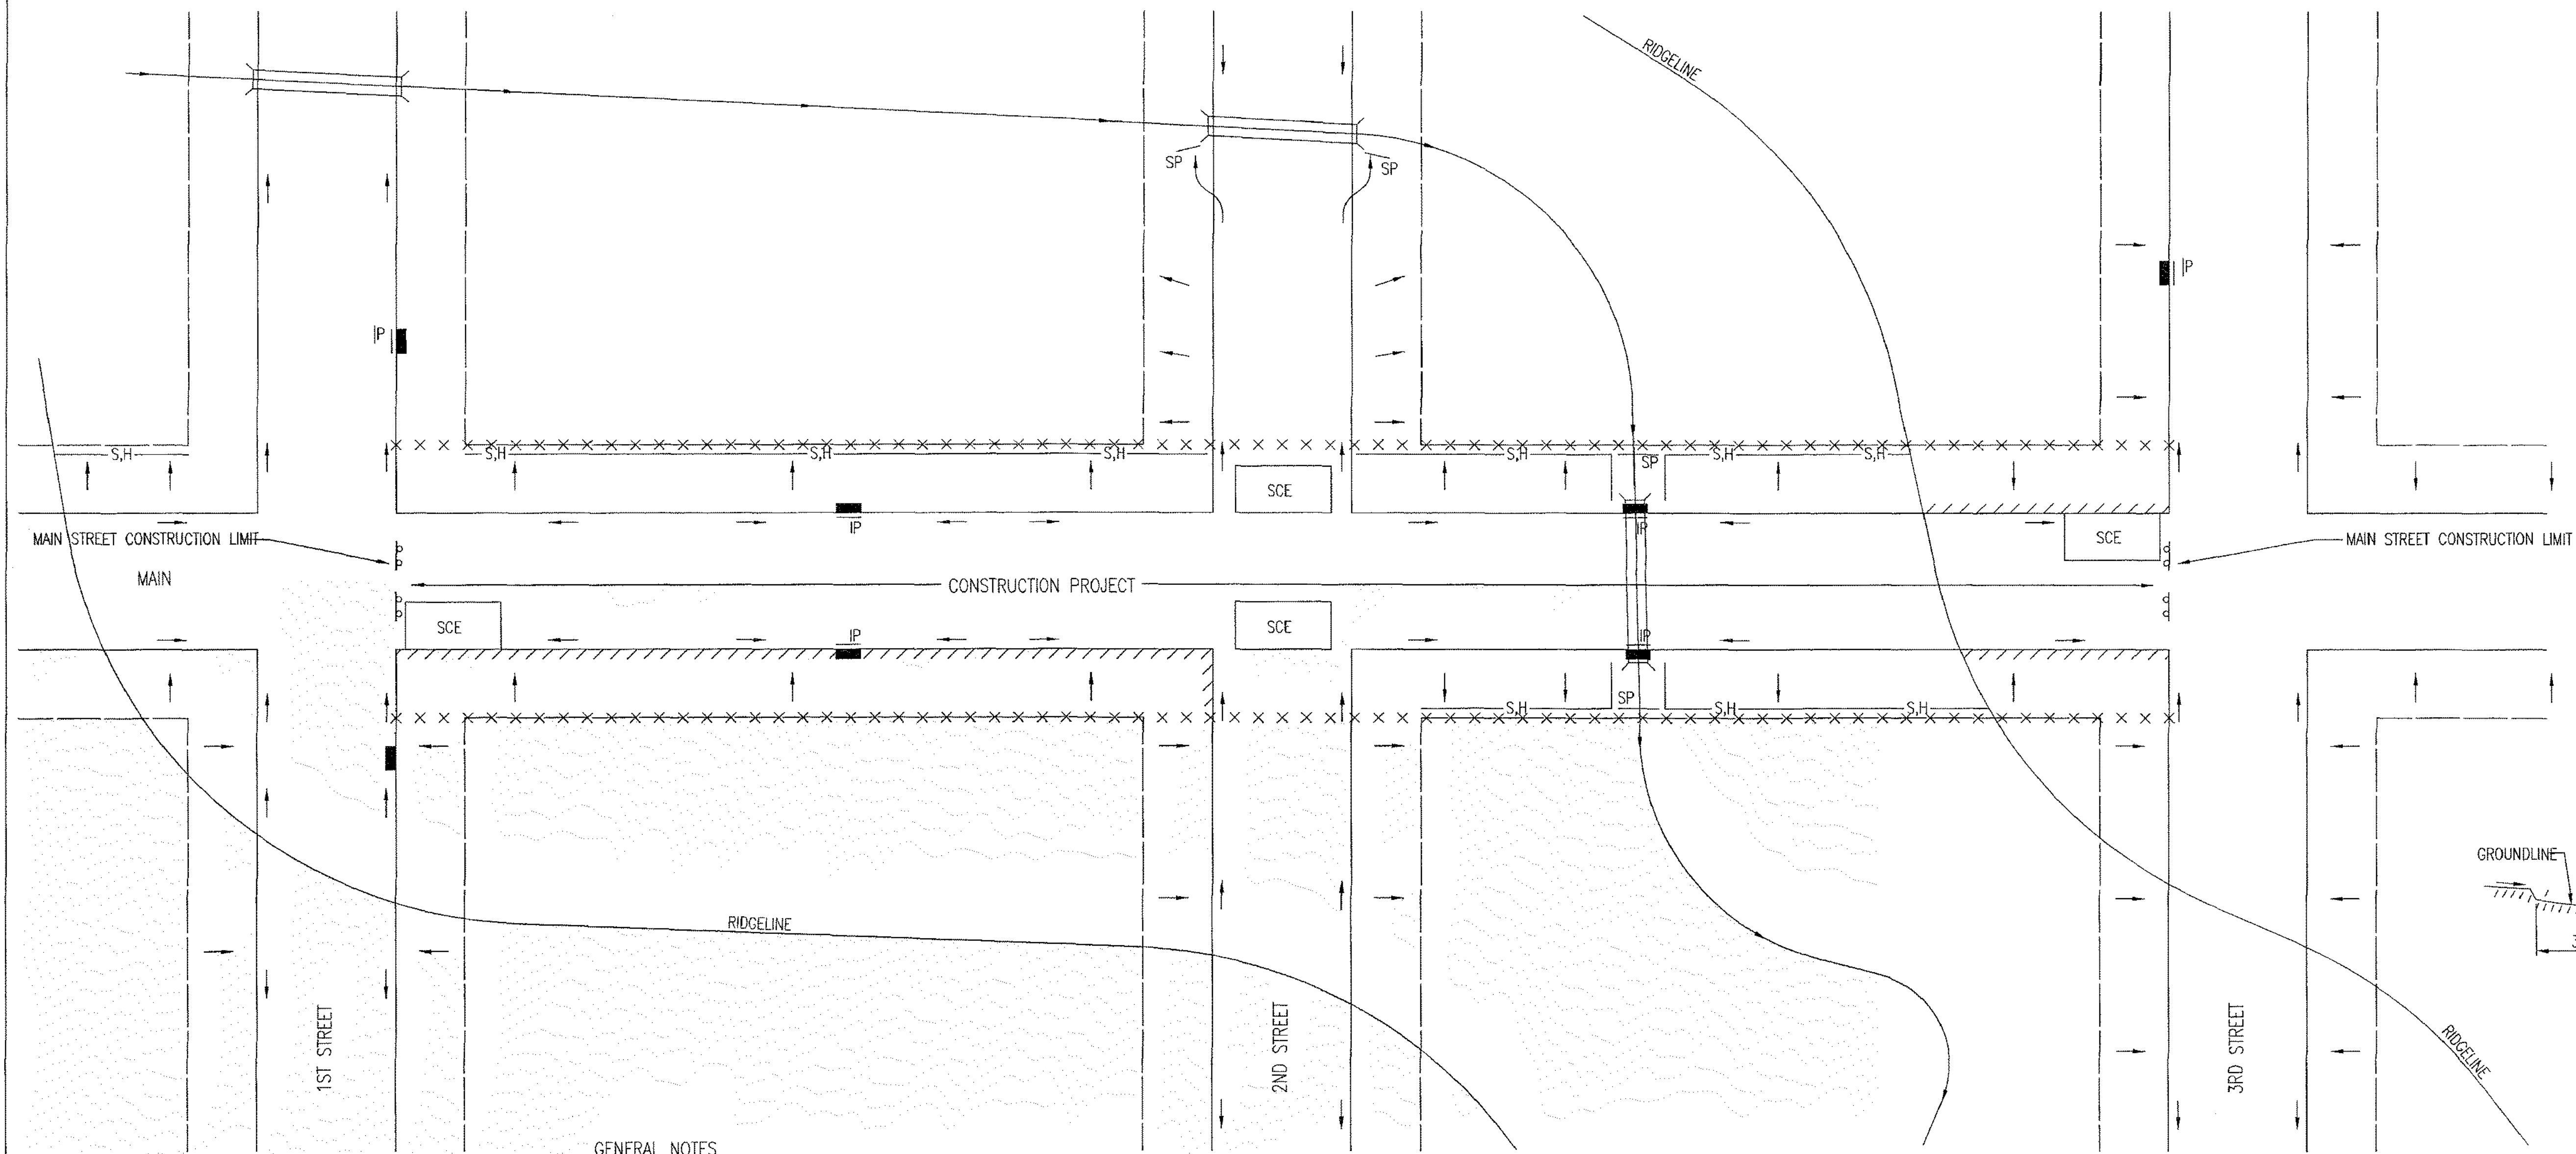 RIDGELINE
SP
SP
IP
IP
S,H
S,H
S,H
S,H
S,H
SP
S,H
S,H
SCE
IP
IP
SCE
MAIN STREET CONSTRUCTION LIMIT
MAIN STREET CONSTRUCTION LIMIT
MAIN
CONSTRUCTION PROJECT
SCE
SCE
IP
IP
S,H
SP
S,H
S,H
GROUNDLINE
RIDGELINE
1ST STREET
2ND STREET
3RD STREET
RIDGELINE
GENERAL NOTES